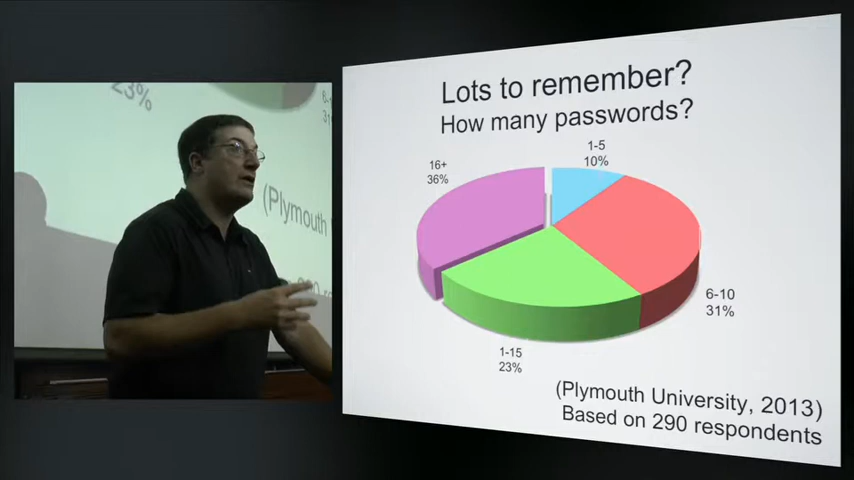 Lots to remember?
How many passwords?
1-5
10%
16+
36%
6-10
31%
1-15
23%
(Plymouth University, 2013)
Based on 290 respondents
23%
(Plymouth